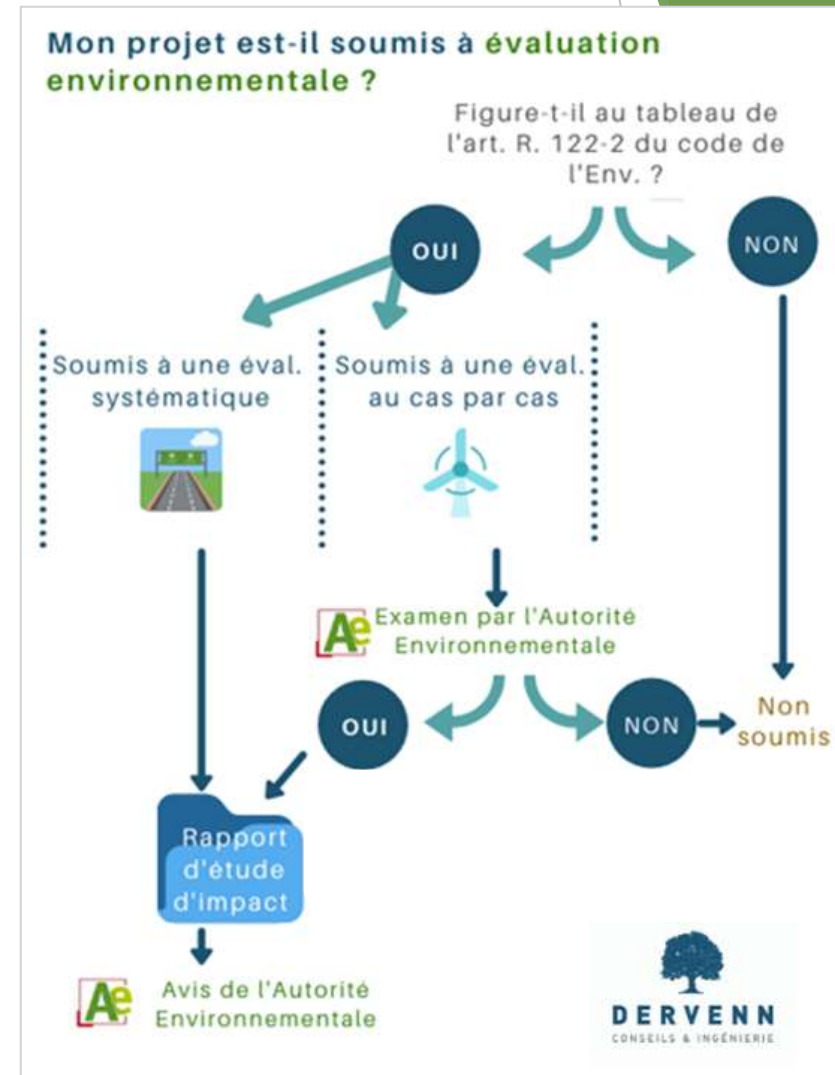 Mon projet est-il soumis à évaluation
environnementale ?
Figure-t-il au tableau de
l'art. R. 122-2 du code de
l'Env. ?
OUI
NON
Soumis à une éval.
systématique
Soumis à une éval.
au cas par cas
Ae
Examen par l'Autorité
Environnementale
OUI
NON
Non
soumis
Rapport
d'étude
d'impact
Ae
Avis de l'Autorité
Environnementale
DERVENN
CONSEILS & INGÉNIERIE